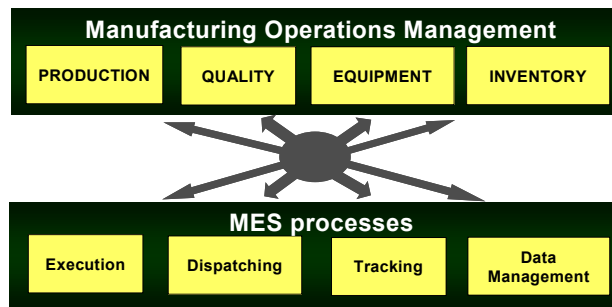 Manufacturing Operations Management
PRODUCTION
QUALITY
EQUIPMENT
INVENTORY
MES processes
Execution
Dispatching
Tracking
Data
Management